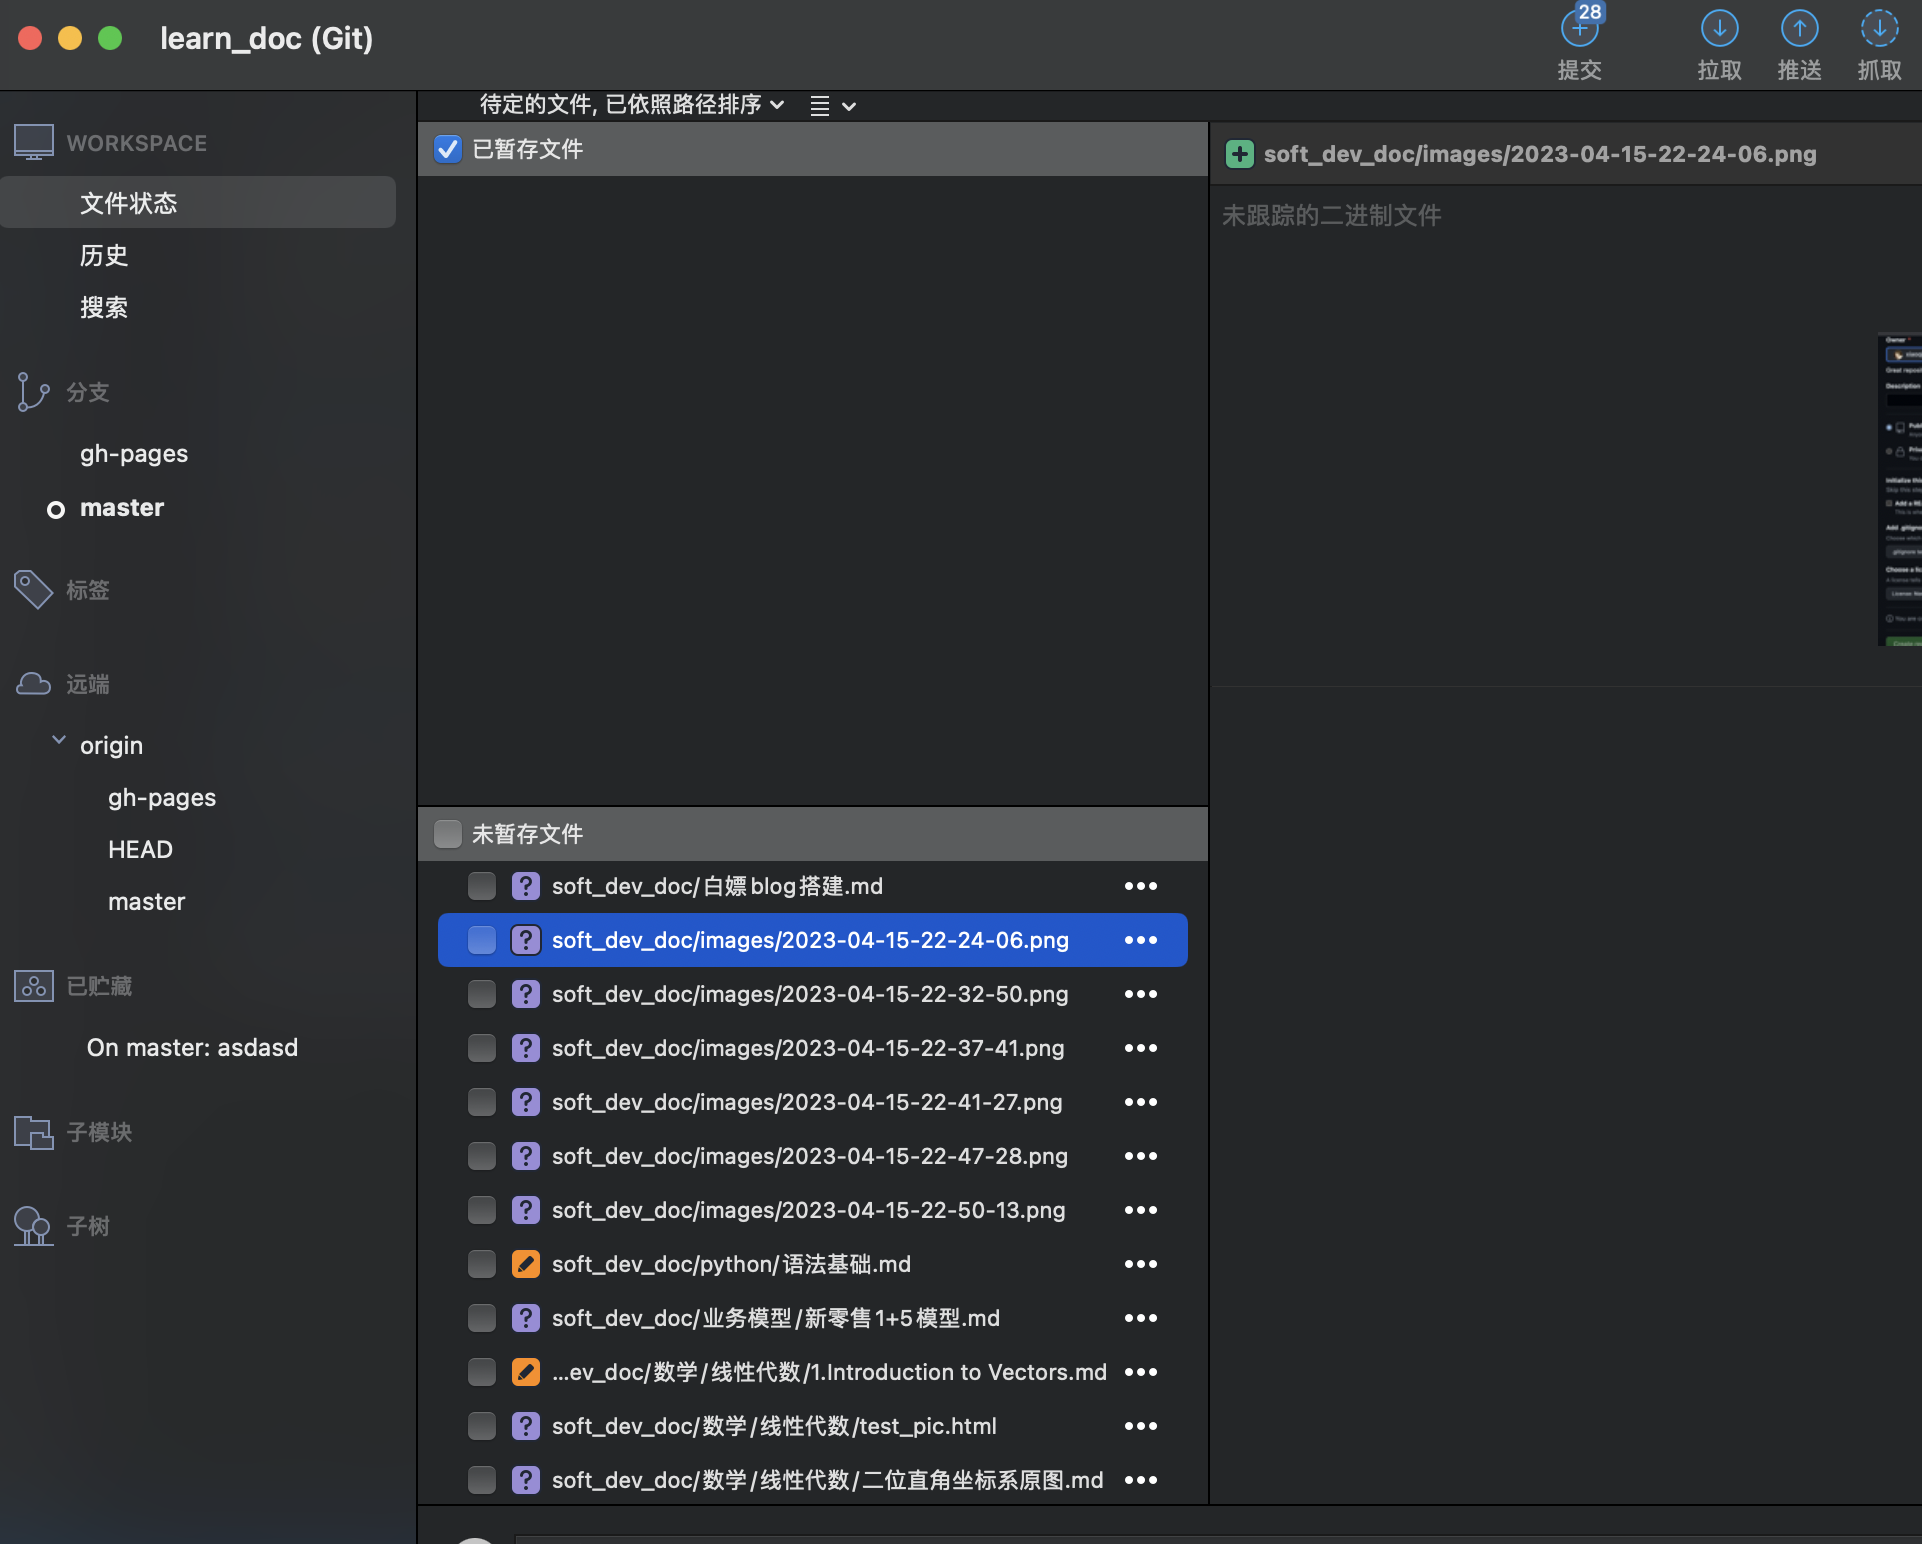 learn_doc (Git)
28
提交
拉取
推送
抓取
WORKSPACE
文件状态
历史
搜索
分支
gh-pages
master
标签
远端
origin
gh-pages
HEAD
master
已贮藏
On master: asdasd
子模块
子树
待定的文件, 已依照路径排序
已暂存文件
未暂存文件
soft_dev_doc/白嫖blog搭建.md
soft_dev_doc/images/2023-04-15-22-24-06.png
soft_dev_doc/images/2023-04-15-22-32-50.png
soft_dev_doc/images/2023-04-15-22-37-41.png
soft_dev_doc/images/2023-04-15-22-41-27.png
soft_dev_doc/images/2023-04-15-22-47-28.png
soft_dev_doc/images/2023-04-15-22-50-13.png
soft_dev_doc/python/语法基础.md
soft_dev_doc/业务模型/新零售1+5模型.md
...ev_doc/数学/线性代数/1.Introduction to Vectors.md
soft_dev_doc/数学/线性代数/test_pic.html
soft_dev_doc/数学/线性代数/二位直角坐标系原图.md
soft_dev_doc/images/2023-04-15-22-24-06.png
未跟踪的二进制文件
Owner *
Description